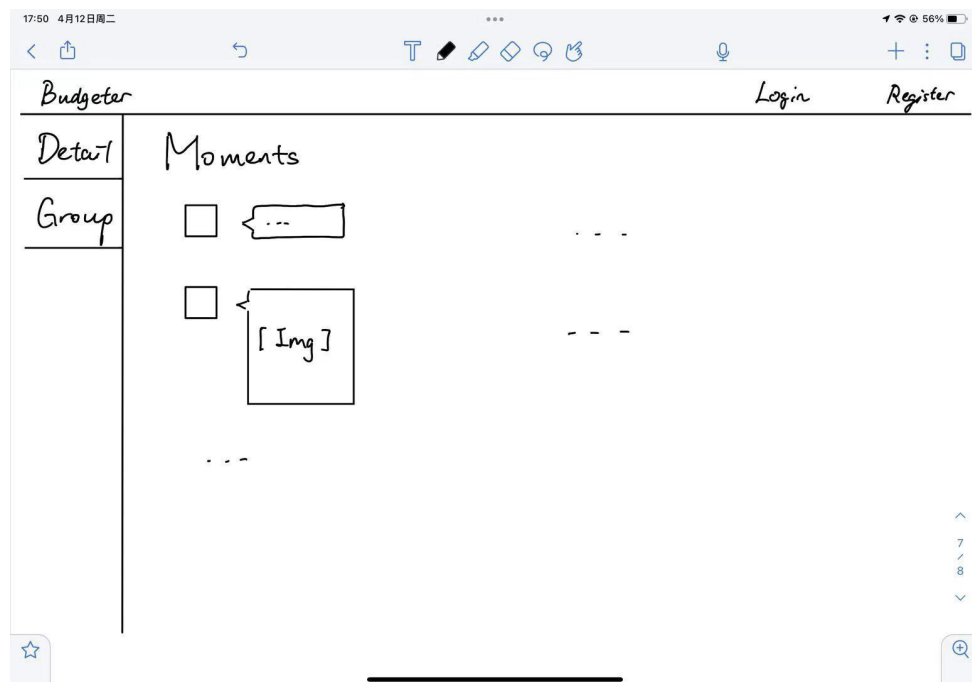 17:50 4月12日周二 56%
Budgeter Login Register
Detail Moments
Group
...
[Img]
---
---
...
7
/
8